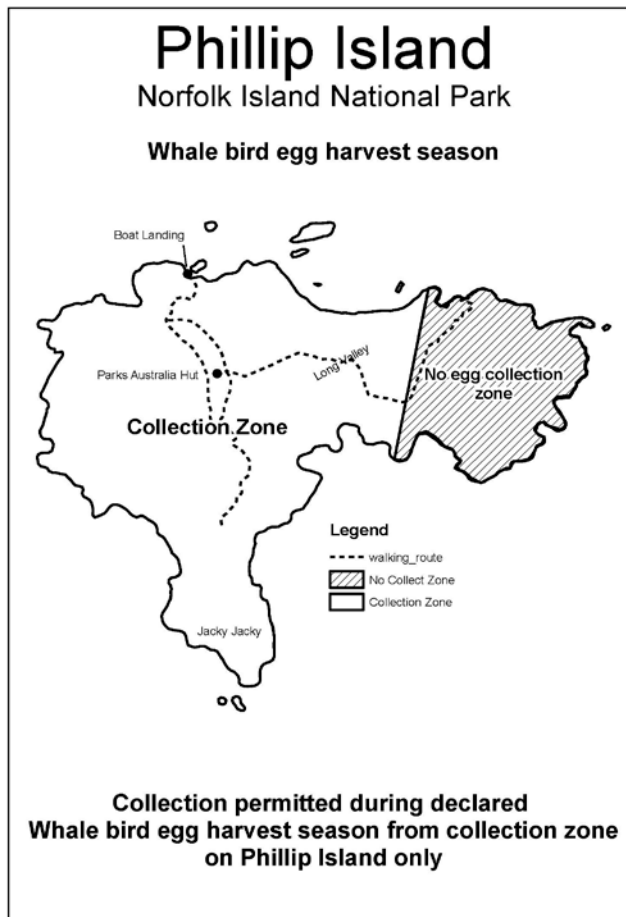 Phillip Island
Norfolk Island National Park
Whale bird egg harvest season
Boat Landing
Parks Australia Hut
Long Valley
No egg collection
zone
Collection Zone
Legend
walking_route
No Collect Zone
Collection Zone
Jacky Jacky
Collection permitted during declared
Whale bird egg harvest season from collection zone
on Phillip Island only